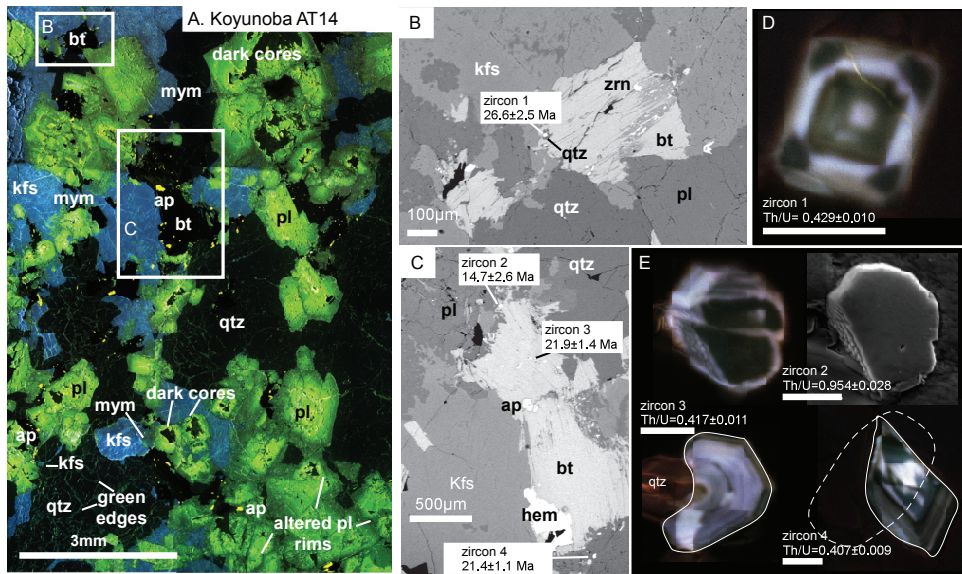 A. Koyunoba AT14
B
bt
dark cores
mym
kfs
mym
ap
bt
C
pl
qtz
pl
dark cores
mym
pl
ap
kfs
kfs
qtz
green
edges
ap
altered pl
rims
3mm
B
kfs
zrn
zircon 1
26.6±2.5 Ma
qtz
bt
qtz
pl
100µm
C
zircon 2
14.7±2.6 Ma
qtz
pl
zircon 3
21.9±1.4 Ma
ap
bt
Kfs
500µm
hem
zircon 4
21.4±1.1 Ma
D
zircon 1
Th/U= 0.429±0.010
E
zircon 2
Th/U=0.954±0.028
zircon 3
Th/U=0.417±0.011
qtz
zircon 4
Th/U=0.407±0.009